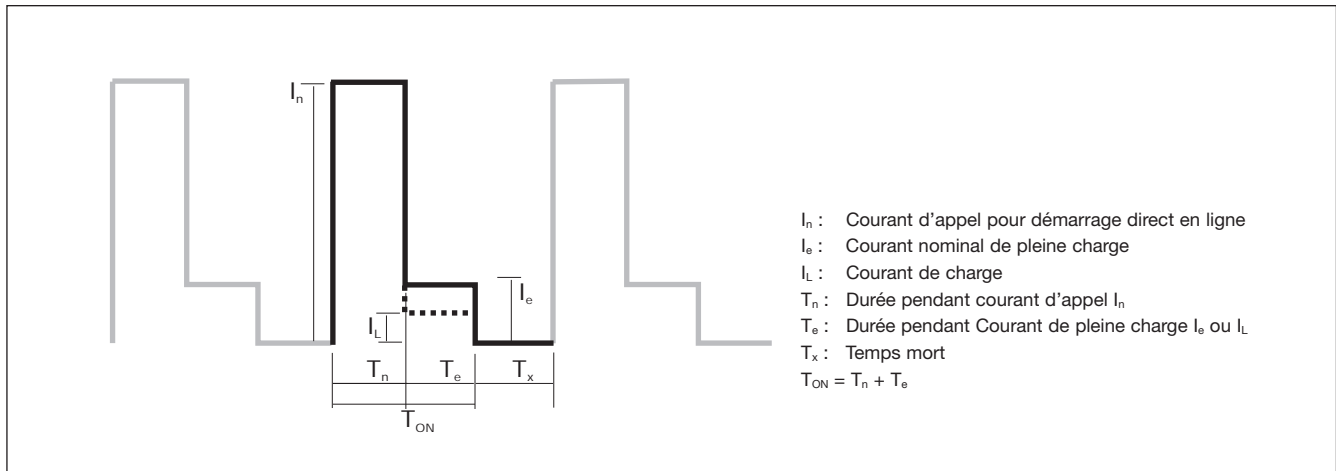 Iₙ
Iₑ
I_L
Tₙ
Tₑ
Tₓ
T_ON
Iₙ : Courant d'appel pour démarrage direct en ligne
Iₑ : Courant nominal de pleine charge
I_L : Courant de charge
Tₙ : Durée pendant courant d'appel Iₙ
Tₑ : Durée pendant Courant de pleine charge Iₑ ou I_L
Tₓ : Temps mort
T_ON = Tₙ + Tₑ